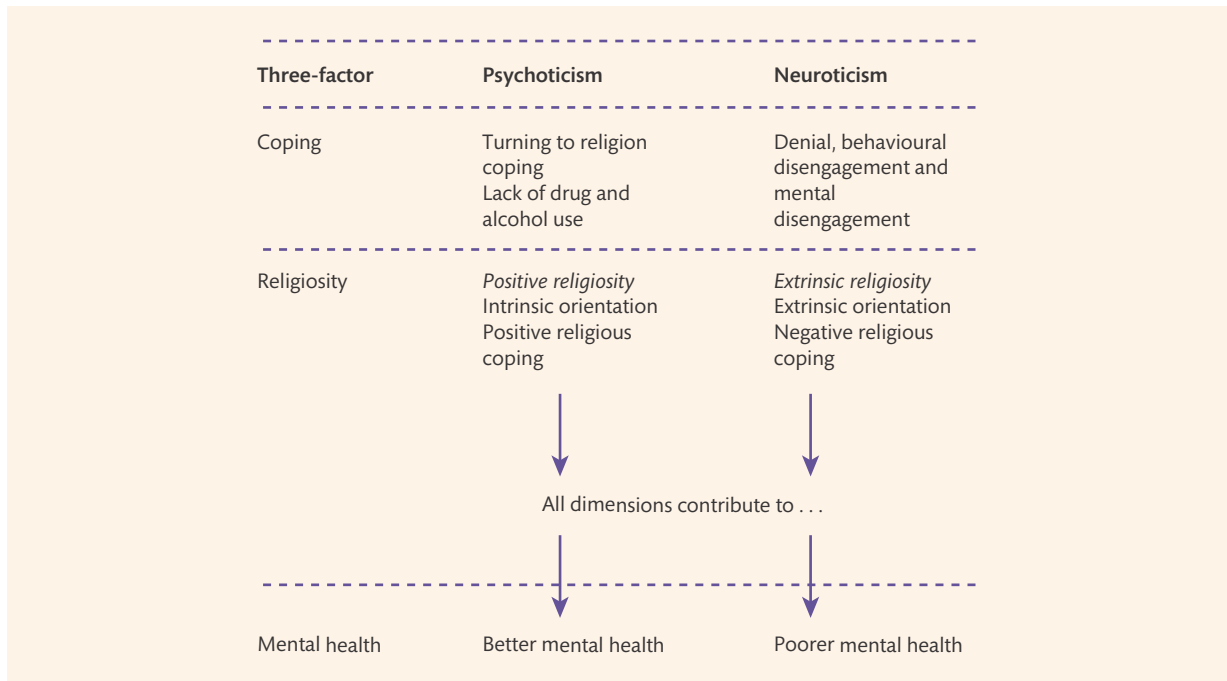 Three-factor Psychoticism Neuroticism
Coping
Turning to religion
coping
Lack of drug and
alcohol use
Denial, behavioural
disengagement and
mental
disengagement
Religiosity
Positive religiosity
Intrinsic orientation
Positive religious
coping
Extrinsic religiosity
Extrinsic orientation
Negative religious
coping
All dimensions contribute to . . .
Mental health Better mental health Poorer mental health